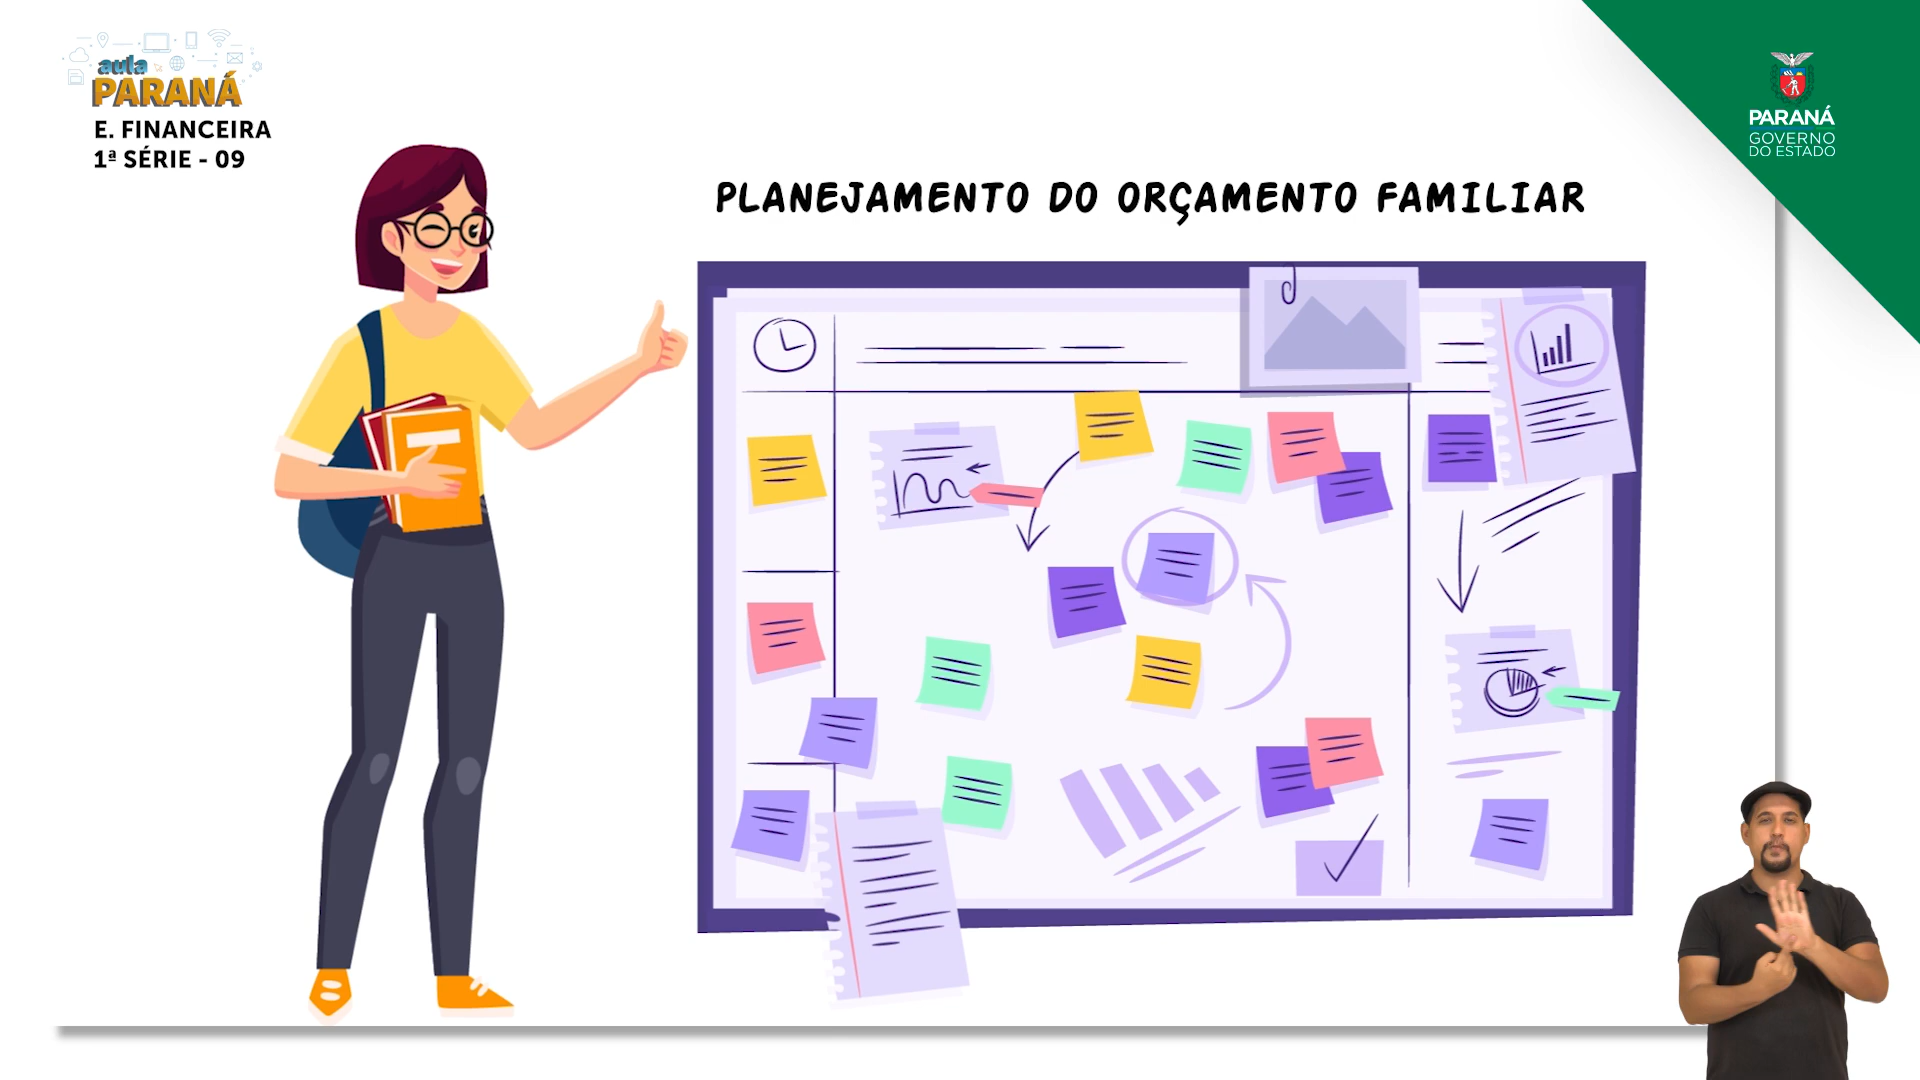 aula
PARANÁ
E. FINANCEIRA
1ª SÉRIE - 09
PARANÁ
GOVERNO
DO ESTADO
PLANEJAMENTO DO ORÇAMENTO FAMILIAR